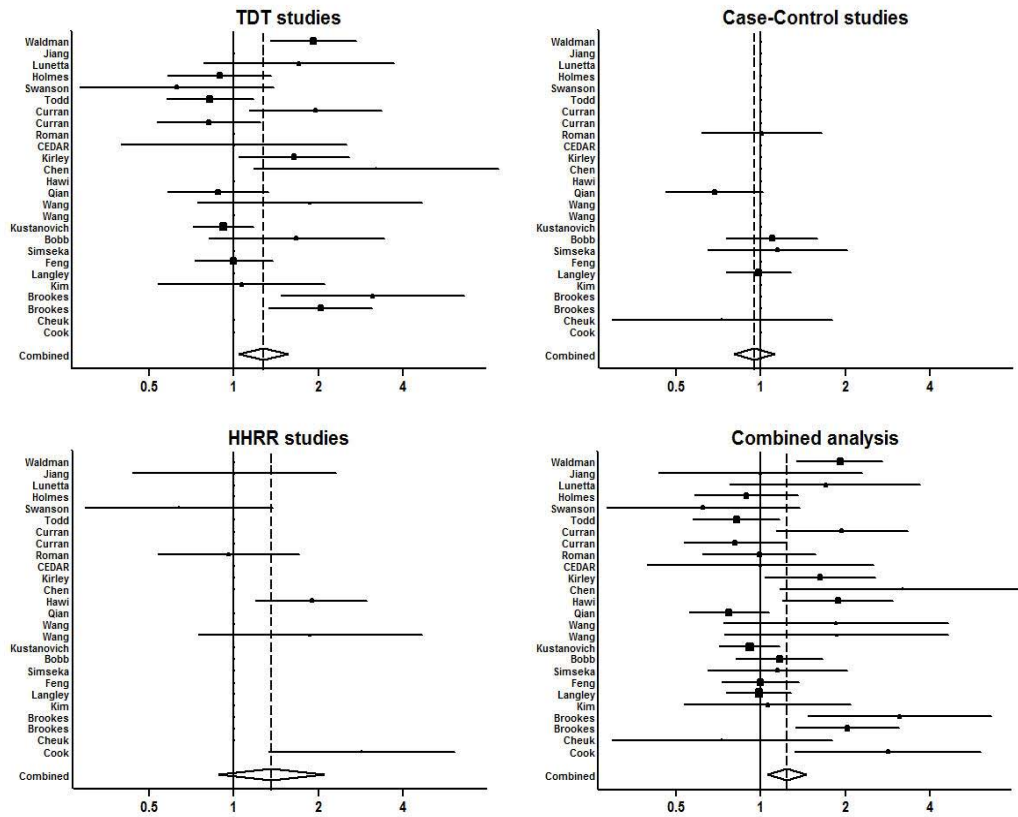 TDT studies
Waldman
Jiang
Lunetta
Holmes
Swanson
Todd
Curran
Curran
Roman
CEDAR
Kirley
Chen
Hawi
Qian
Wang
Wang
Kustanovich
Bobb
Simseka
Feng
Langley
Kim
Brookes
Brookes
Cheuk
Cook
Combined
0.5 1 2 4
Case-Control studies
Waldman
Jiang
Lunetta
Holmes
Swanson
Todd
Curran
Curran
Roman
CEDAR
Kirley
Chen
Hawi
Qian
Wang
Wang
Kustanovich
Bobb
Simseka
Feng
Langley
Kim
Brookes
Brookes
Cheuk
Cook
Combined
0.5 1 2 4
HHRR studies
Waldman
Jiang
Lunetta
Holmes
Swanson
Todd
Curran
Curran
Roman
CEDAR
Kirley
Chen
Hawi
Qian
Wang
Wang
Kustanovich
Bobb
Simseka
Feng
Langley
Kim
Brookes
Brookes
Cheuk
Cook
Combined
0.5 1 2 4
Combined analysis
Waldman
Jiang
Lunetta
Holmes
Swanson
Todd
Curran
Curran
Roman
CEDAR
Kirley
Chen
Hawi
Qian
Wang
Wang
Kustanovich
Bobb
Simseka
Feng
Langley
Kim
Brookes
Brookes
Cheuk
Cook
Combined
0.5 1 2 4